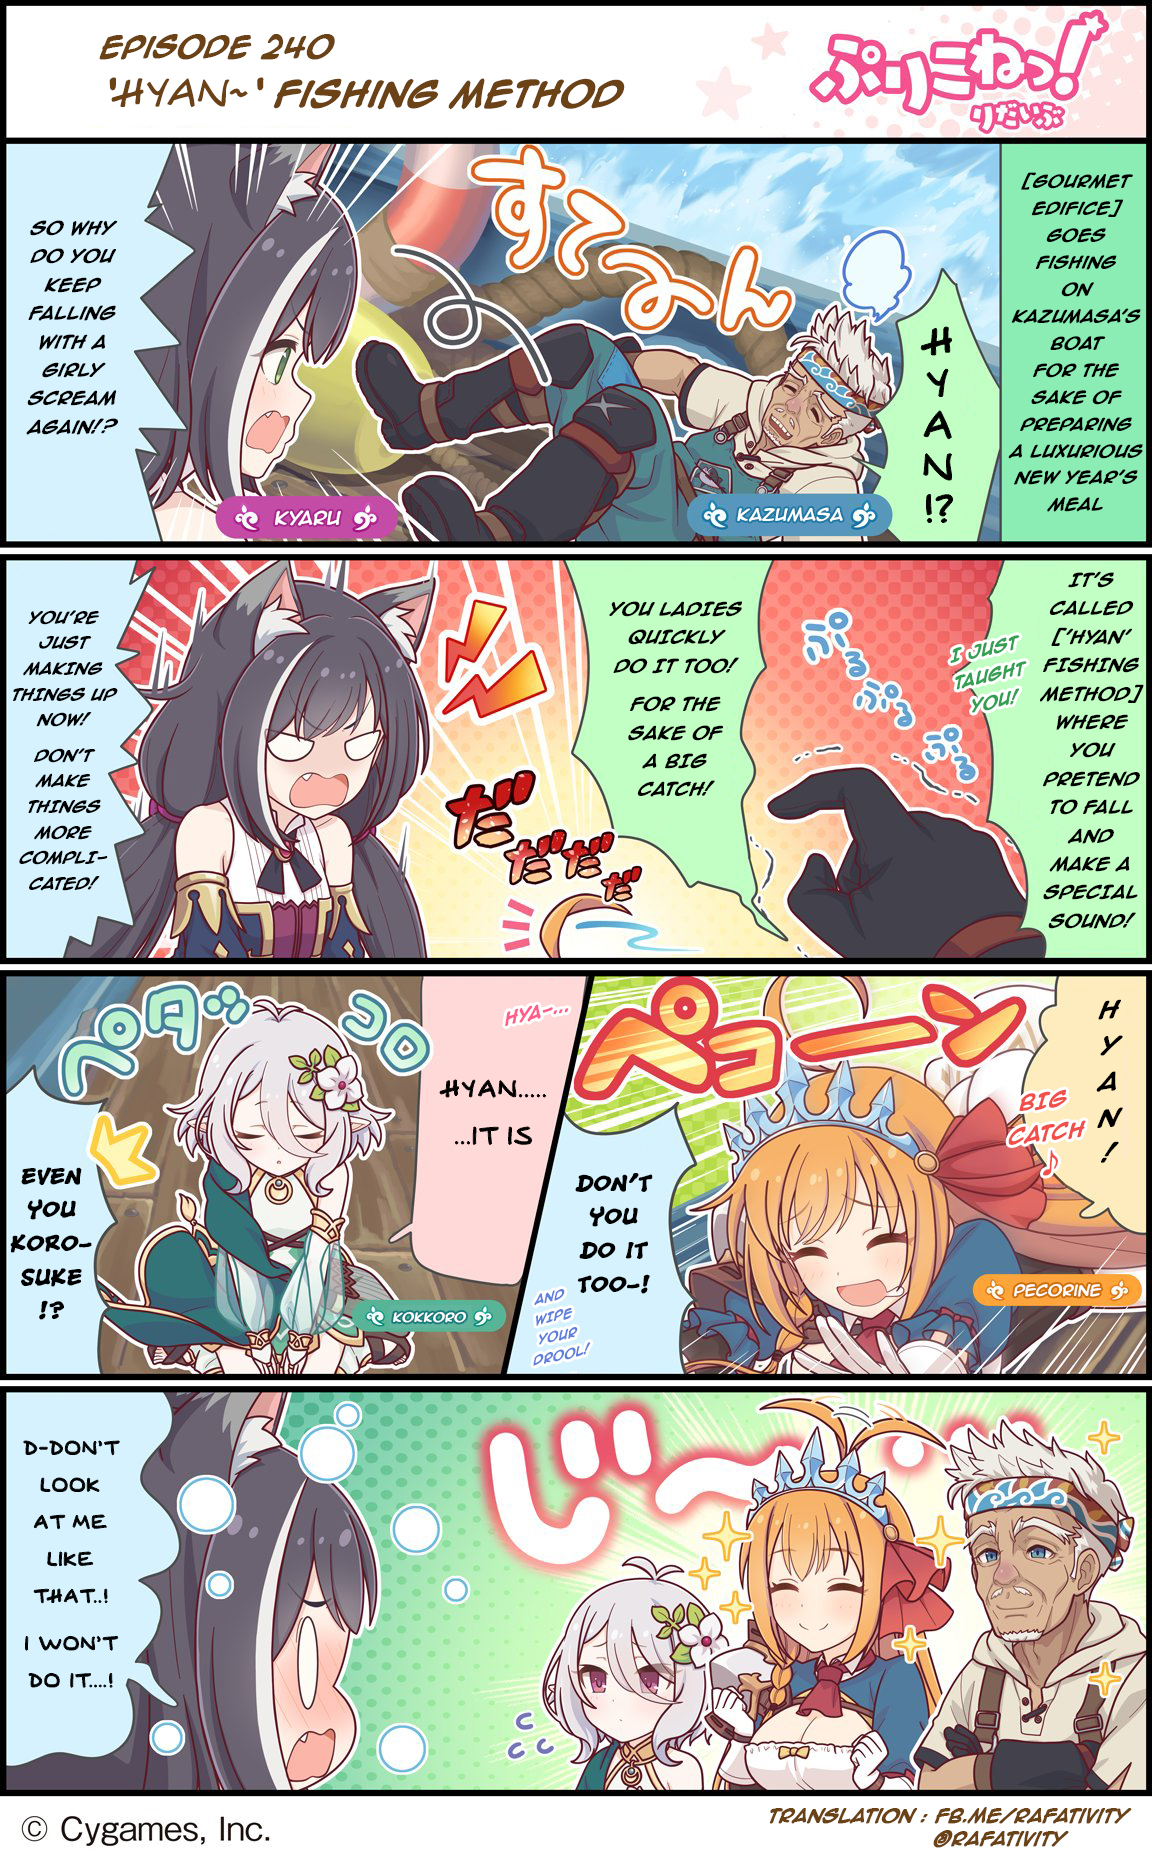 EPISODE 240
'HYAN~' FISHING METHOD
ぷりこねっ!
りだいぶ
[GOURMET
EDIFICE]
GOES
FISHING
ON
KAZUMASA'S
BOAT
FOR THE
SAKE OF
PREPARING
A LUXURIOUS
NEW YEAR'S
MEAL
HYAN!?
すてみん
SO WHY
DO YOU
KEEP
FALLING
WITH A
GIRLY
SCREAM
AGAIN!?
KYARU
KAZUMASA
IT'S
CALLED
['HYAN'
FISHING
METHOD]
WHERE
YOU
PRETEND
TO FALL
AND
MAKE A
SPECIAL
SOUND!
I JUST
TAUGHT
YOU!
ぷるぷるぷる
YOU LADIES
QUICKLY
DO IT TOO!
FOR THE
SAKE OF
A BIG
CATCH!
だだだだ
YOU'RE
JUST
MAKING
THINGS UP
NOW!
DON'T
MAKE
THINGS
MORE
COMPLI-
CATED!
HYAN!
BIG
CATCH
♪
ペコーン
PECORINE
DON'T
YOU
DO IT
TOO-!
AND
WIPE
YOUR
DROOL!
HYA-...
HYAN.....
...IT IS
ペタッ
コロ
KOKKORO
EVEN
YOU
KORO-
SUKE
!?
じ〜っ
D-DON'T
LOOK
AT ME
LIKE
THAT..!
I WON'T
DO IT....!
© Cygames, Inc.
TRANSLATION : FB.ME/RAFATIVITY
@RAFATIVITY